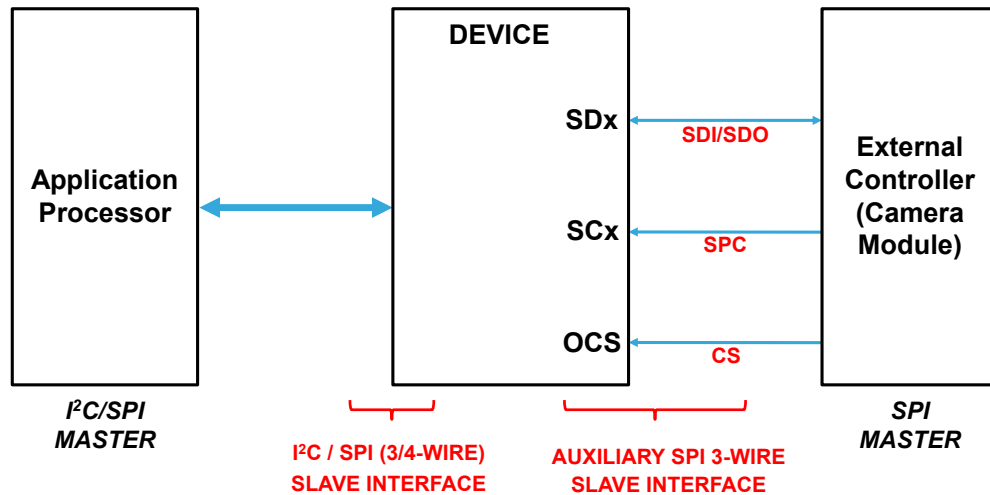 DEVICE
SDx
SDI/SDO
External
Controller
(Camera
Module)
Application
Processor
SCx
SPC
OCS
CS
I²C/SPI
MASTER
I²C / SPI (3/4-WIRE)
SLAVE INTERFACE
AUXILIARY SPI 3-WIRE
SLAVE INTERFACE
SPI
MASTER